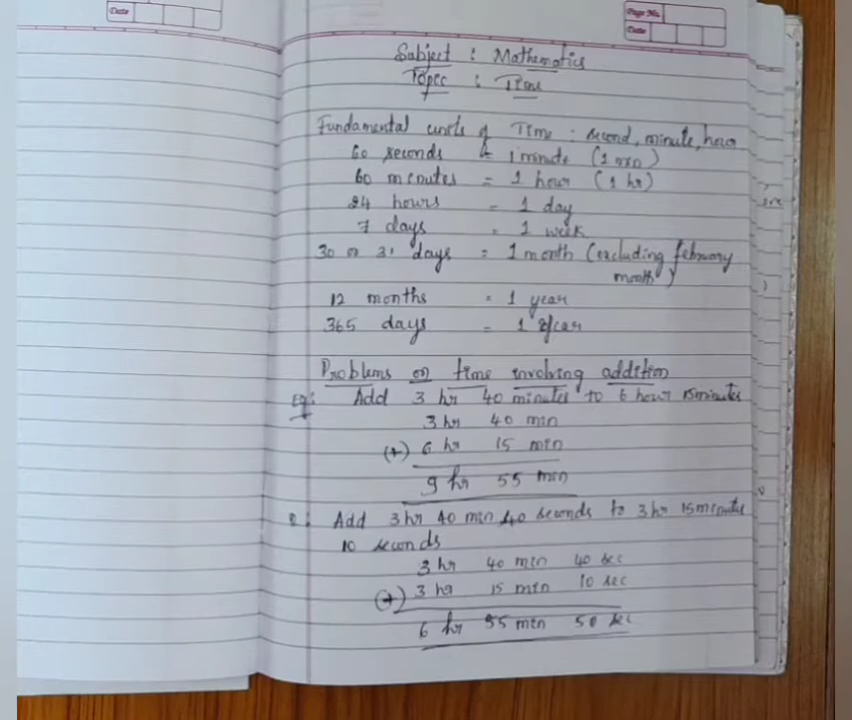 Date
Page No.
Date
Subject : Mathematics
Topic : Time
Fundamental units of Time : second, minute, hour
60 seconds = 1 minute (1 min)
60 minutes = 1 hour (1 hr)
24 hours = 1 day
7 days = 1 week
30 or 31 days = 1 month (excluding february
month)
12 months = 1 year
365 days = 1 year
Problems on time involving addition
Eg: Add 3 hr 40 minutes to 6 hour 15minutes
3 hr 40 min
(+) 6 hr 15 min
9 hr 55 min
2: Add 3 hr 40 min 40 seconds to 3 hr 15minute
10 seconds
3 hr 40 min 40 sec
(+) 3 hr 15 min 10 sec
6 hr 55 min 50 sec